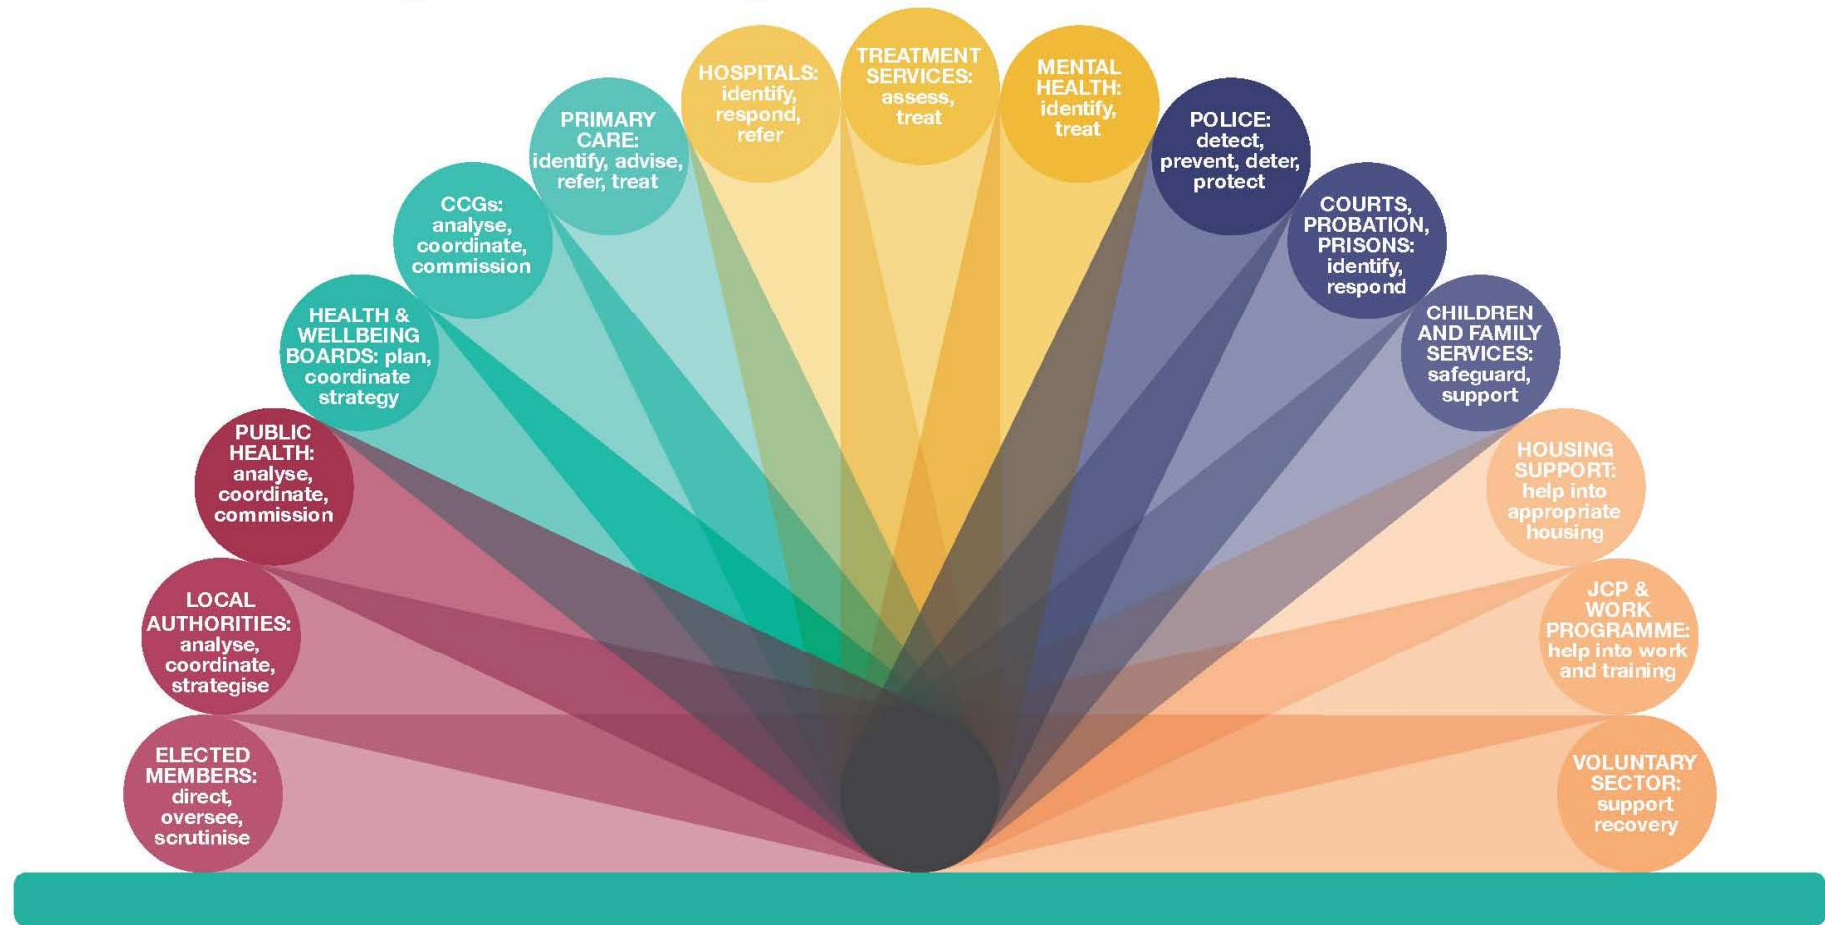 ELECTED
MEMBERS:
direct,
oversee,
scrutinise
LOCAL
AUTHORITIES:
analyse,
coordinate,
strategise
PUBLIC
HEALTH:
analyse,
coordinate,
commission
HEALTH &
WELLBEING
BOARDS: plan,
coordinate
strategy
CCGs:
analyse,
coordinate,
commission
PRIMARY
CARE:
identify, advise,
refer, treat
HOSPITALS:
identify,
respond,
refer
TREATMENT
SERVICES:
assess,
treat
MENTAL
HEALTH:
identify,
treat
POLICE:
detect,
prevent, deter,
protect
COURTS,
PROBATION,
PRISONS:
identify,
respond
CHILDREN
AND FAMILY
SERVICES:
safeguard,
support
HOUSING
SUPPORT:
help into
appropriate
housing
JCP &
WORK
PROGRAMME:
help into work
and training
VOLUNTARY
SECTOR:
support
recovery